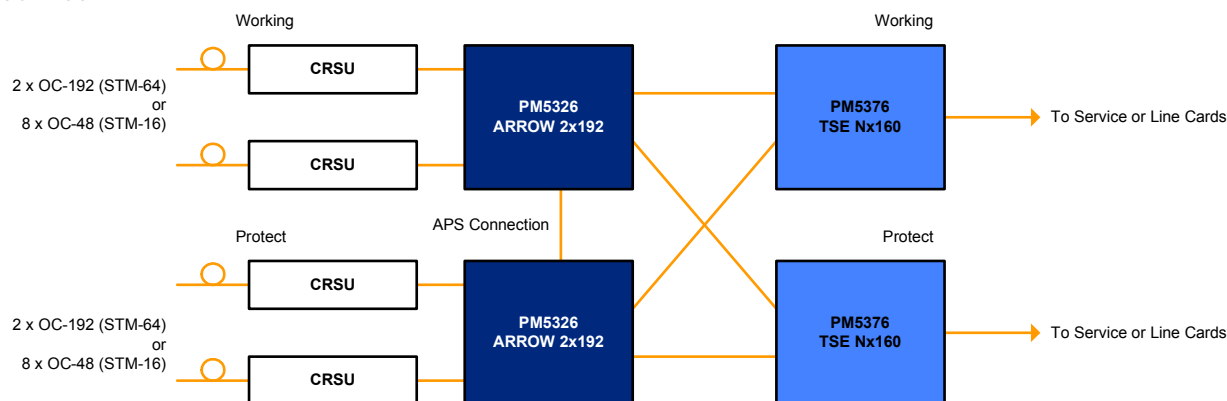 Working
Working
CRSU
2 x OC-192 (STM-64)
or
8 x OC-48 (STM-16)
PM5326
ARROW 2x192
PM5376
TSE Nx160
To Service or Line Cards
CRSU
APS Connection
Protect
Protect
CRSU
2 x OC-192 (STM-64)
or
8 x OC-48 (STM-16)
PM5326
ARROW 2x192
PM5376
TSE Nx160
To Service or Line Cards
CRSU